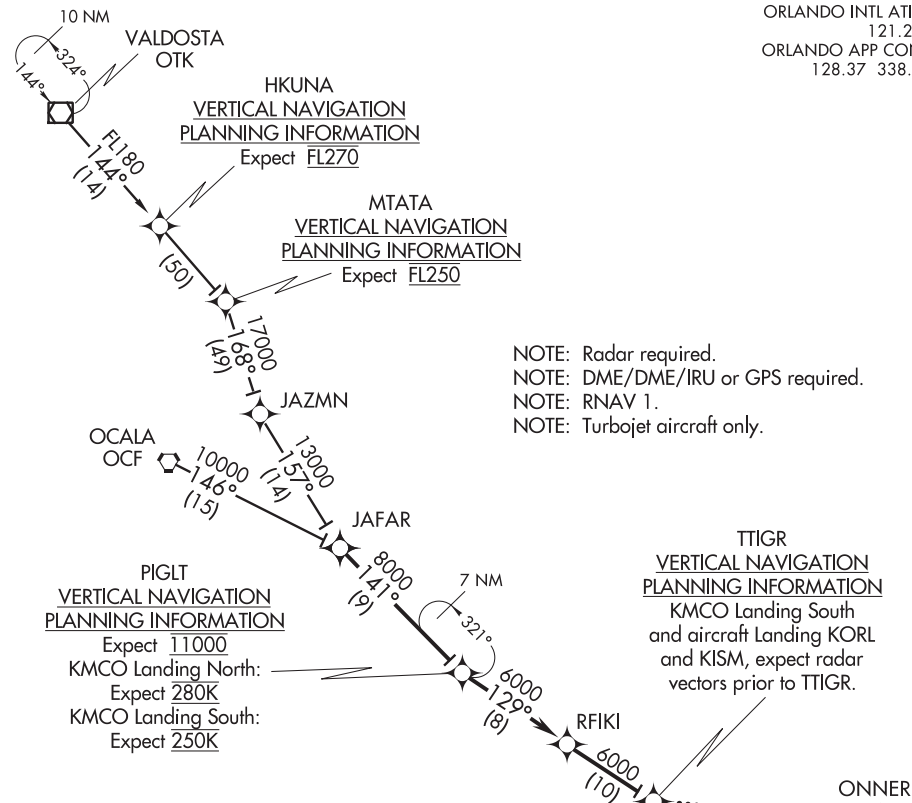 ORLANDO INTL ATI
121.2
ORLANDO APP CO
128.37 338.
10 NM
VALDOSTA
OTK
324°
144°
HKUNA
VERTICAL NAVIGATION
PLANNING INFORMATION
Expect FL270
FL180
144°
(14)
MTATA
VERTICAL NAVIGATION
PLANNING INFORMATION
Expect FL250
(50)
17000
168°
(49)
NOTE: Radar required.
NOTE: DME/DME/IRU or GPS required.
NOTE: RNAV 1.
NOTE: Turbojet aircraft only.
JAZMN
OCALA
OCF
10000
146°
(15)
13000
157°
(14)
JAFAR
8000
141°
(9)
7 NM
321°
TTIGR
VERTICAL NAVIGATION
PLANNING INFORMATION
KMCO Landing South
and aircraft Landing KORL
and KISM, expect radar
vectors prior to TTIGR.
PIGLT
VERTICAL NAVIGATION
PLANNING INFORMATION
Expect 11000
KMCO Landing North:
Expect 280K
KMCO Landing South:
Expect 250K
6000
129°
(8)
RFIKI
6000
(10)
ONNER